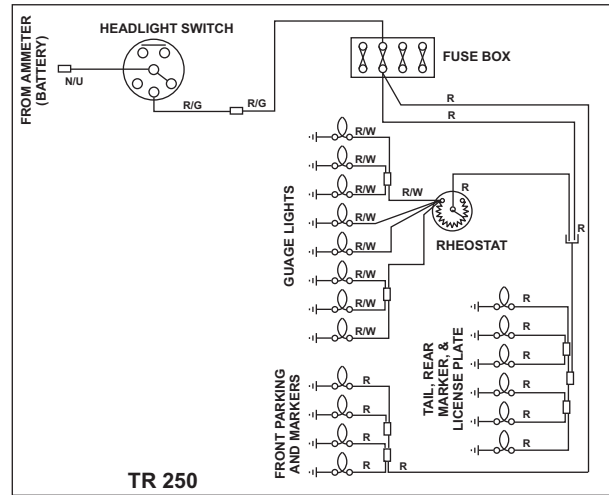 HEADLIGHT SWITCH
FROM AMMETER
(BATTERY)
N/U
R/G
R/G
FUSE BOX
R
R
R/W
R/W
R/W
R/W
R/W
R/W
R/W
R/W
R/W
R
RHEOSTAT
R
GUAGE LIGHTS
R
R
R
R
R
R
TAIL, REAR
MARKER, &
LICENSE PLATE
R
R
R
R
R
FRONT PARKING
AND MARKERS
TR 250